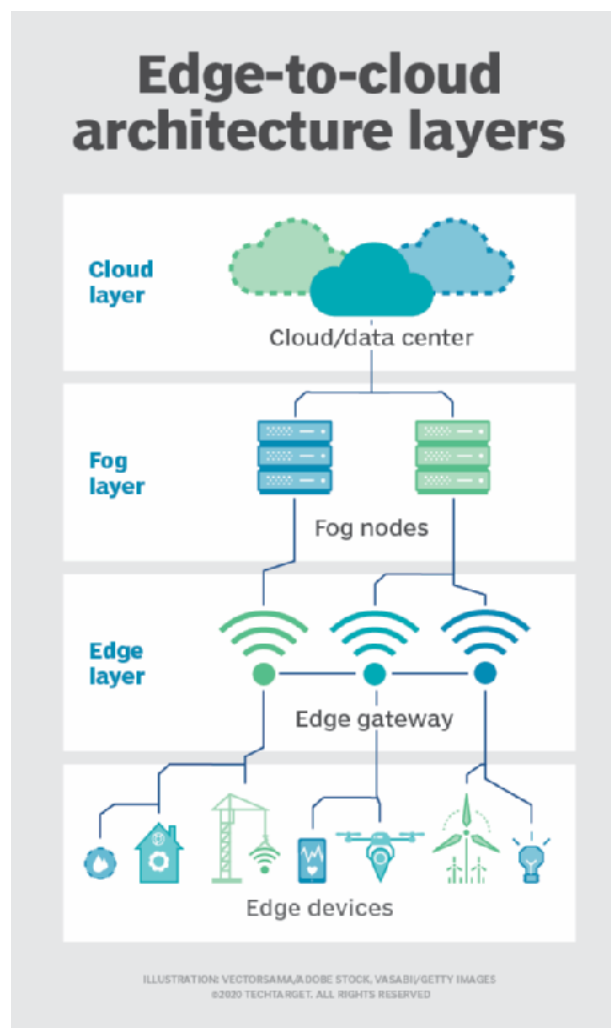 Edge-to-cloud
architecture layers
Cloud
layer
Cloud/data center
Fog
layer
Fog nodes
Edge
layer
Edge gateway
Edge devices
ILLUSTRATION: VECTORSAMA/ADOBE STOCK, VASABI/GETTY IMAGES
©2020 TECHTARGET. ALL RIGHTS RESERVED